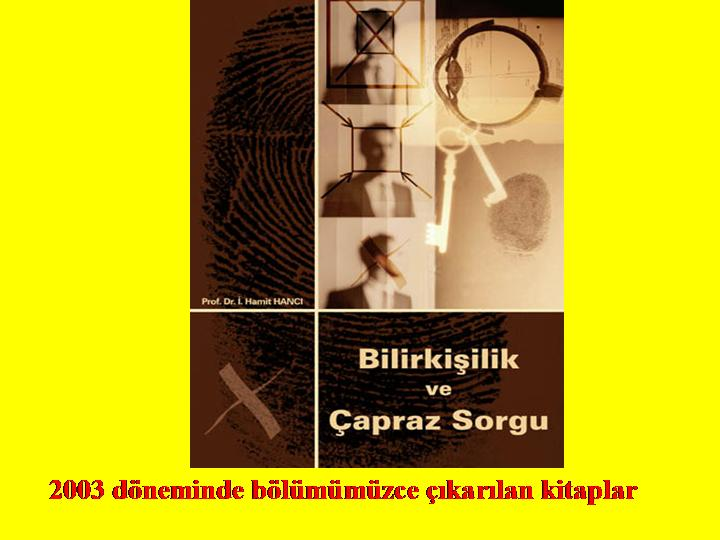 Prof. Dr. İ. Hamit HANCI
Bilirkişilik
ve
Çapraz Sorgu
2003 döneminde bölümümüzce çıkarılan kitaplar